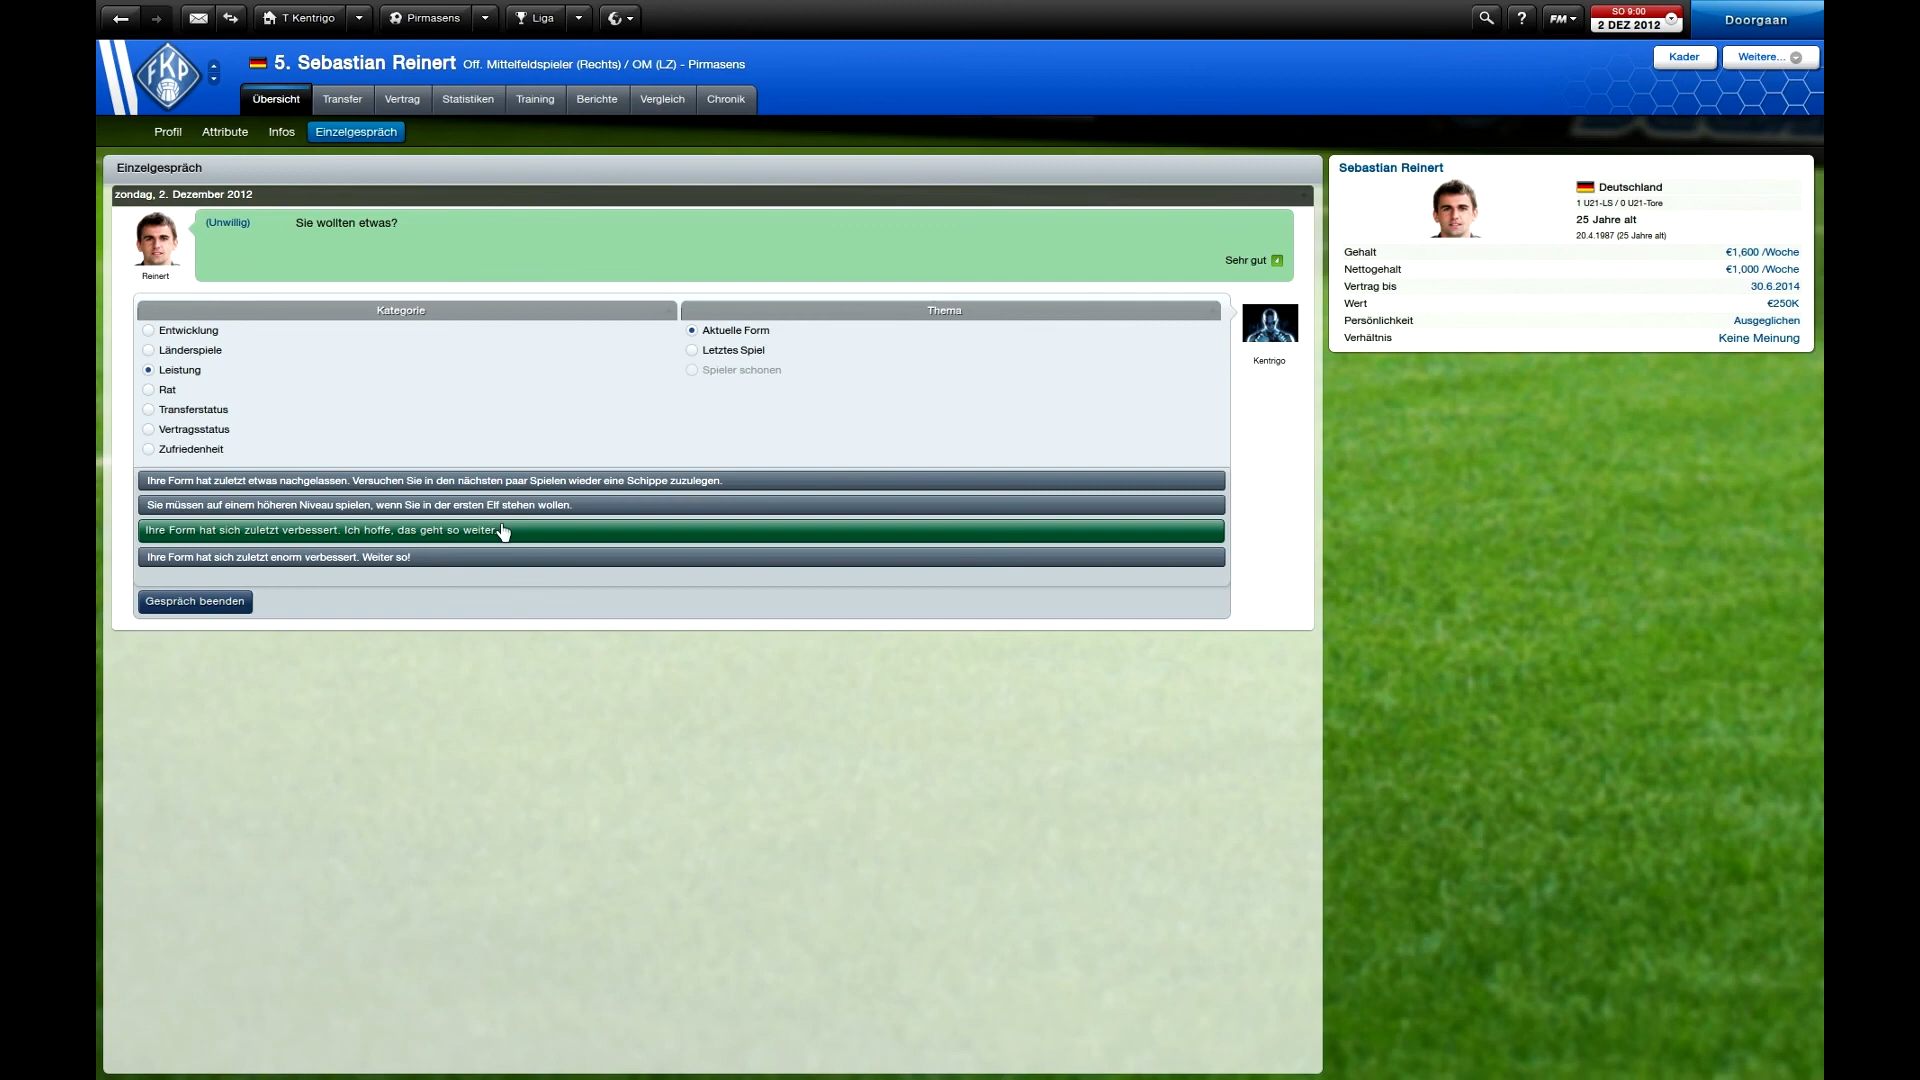 T Kentrigo
Pirmasens
Liga
?
FM
SO 9:00
2 DEZ 2012
Doorgaan
FKP
5. Sebastian Reinert Off. Mittelfeldspieler (Rechts) / OM (LZ) - Pirmasens
Kader
Weitere...
Übersicht
Transfer
Vertrag
Statistiken
Training
Berichte
Vergleich
Chronik
Profil
Attribute
Infos
Einzelgespräch
Einzelgespräch
zondag, 2. Dezember 2012
(Unwillig) Sie wollten etwas?
Sehr gut
Reinert
Kategorie
Thema
Entwicklung
Länderspiele
Leistung
Rat
Transferstatus
Vertragsstatus
Zufriedenheit
Aktuelle Form
Letztes Spiel
Spieler schonen
Kentrigo
Ihre Form hat zuletzt etwas nachgelassen. Versuchen Sie in den nächsten paar Spielen wieder eine Schippe zuzulegen.
Sie müssen auf einem höheren Niveau spielen, wenn Sie in der ersten Elf stehen wollen.
Ihre Form hat sich zuletzt verbessert. Ich hoffe, das geht so weiter.
Ihre Form hat sich zuletzt enorm verbessert. Weiter so!
Gespräch beenden
Sebastian Reinert
Deutschland
1 U21-LS / 0 U21-Tore
25 Jahre alt
20.4.1987 (25 Jahre alt)
Gehalt €1,600 /Woche
Nettogehalt €1,000 /Woche
Vertrag bis 30.6.2014
Wert €250K
Persönlichkeit Ausgeglichen
Verhältnis Keine Meinung